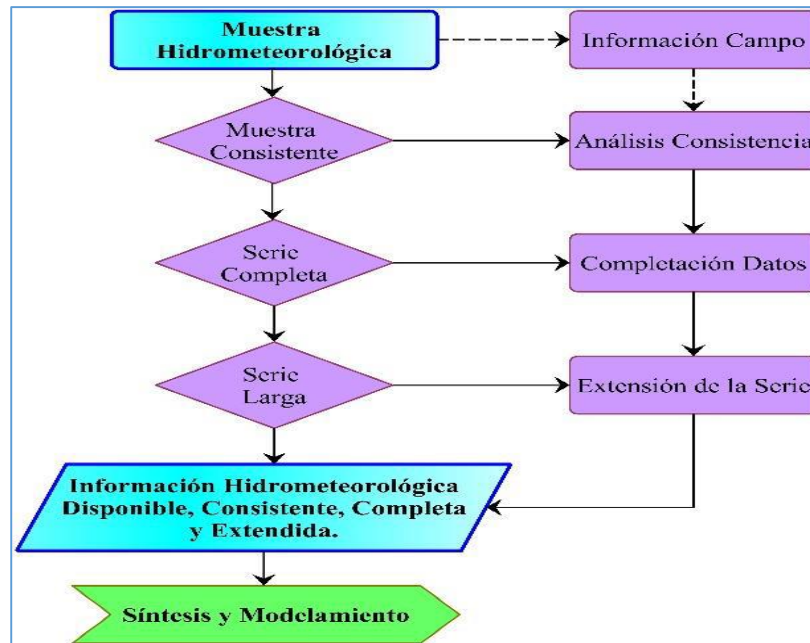 Muestra
Hidrometeorológica
Información Campo
Muestra
Consistente
Análisis Consistencia
Serie
Completa
Completación Datos
Serie
Larga
Extensión de la Serie
Información Hidrometeorológica
Disponible, Consistente, Completa
y Extendida.
Síntesis y Modelamiento